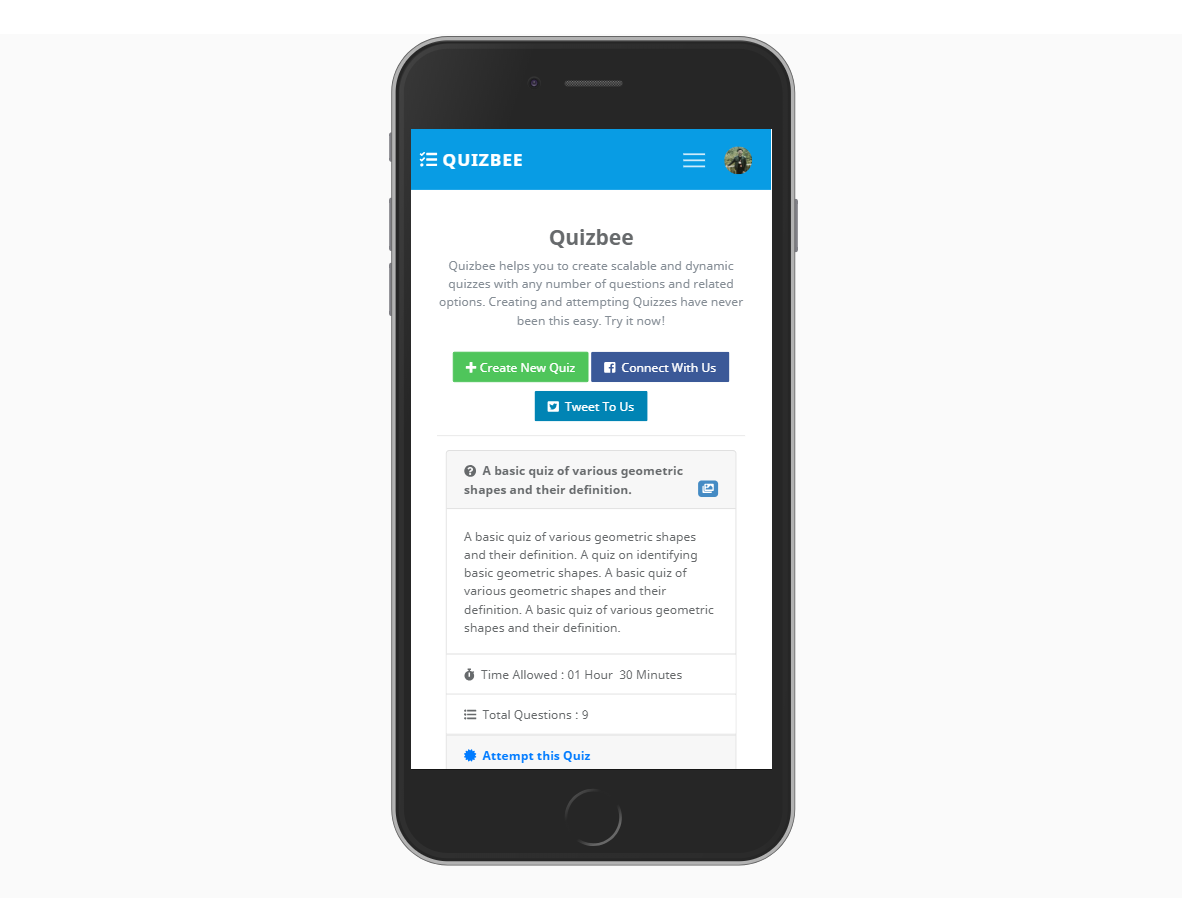 QUIZBEE
Quizbee
Quizbee helps you to create scalable and dynamic
quizzes with any number of questions and related
options. Creating and attempting Quizzes have never
been this easy. Try it now!
Create New Quiz
Connect With Us
Tweet To Us
A basic quiz of various geometric
shapes and their definition.
A basic quiz of various geometric shapes
and their definition. A quiz on identifying
basic geometric shapes. A basic quiz of
various geometric shapes and their
definition. A basic quiz of various geometric
shapes and their definition.
Time Allowed : 01 Hour  30 Minutes
Total Questions : 9
Attempt this Quiz